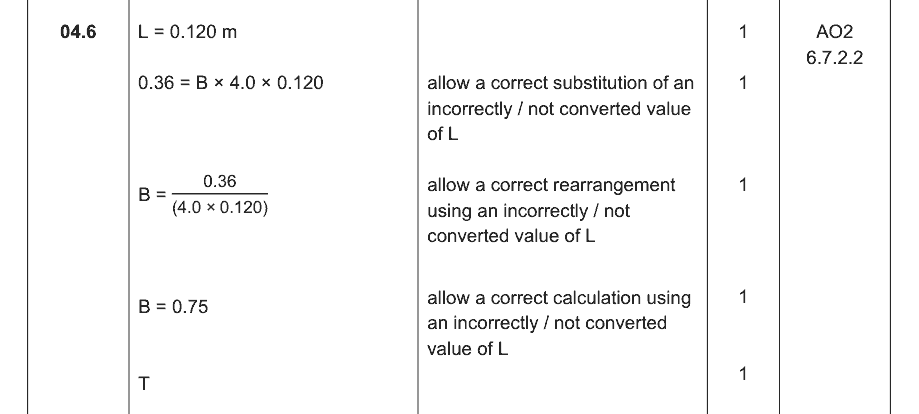 04.6 L = 0.120 m 1 AO2
6.7.2.2
0.36 = B × 4.0 × 0.120 allow a correct substitution of an 1
incorrectly / not converted value
of L
B = 0.36 / (4.0 × 0.120) allow a correct rearrangement 1
using an incorrectly / not
converted value of L
B = 0.75 allow a correct calculation using 1
an incorrectly / not converted
value of L
T 1